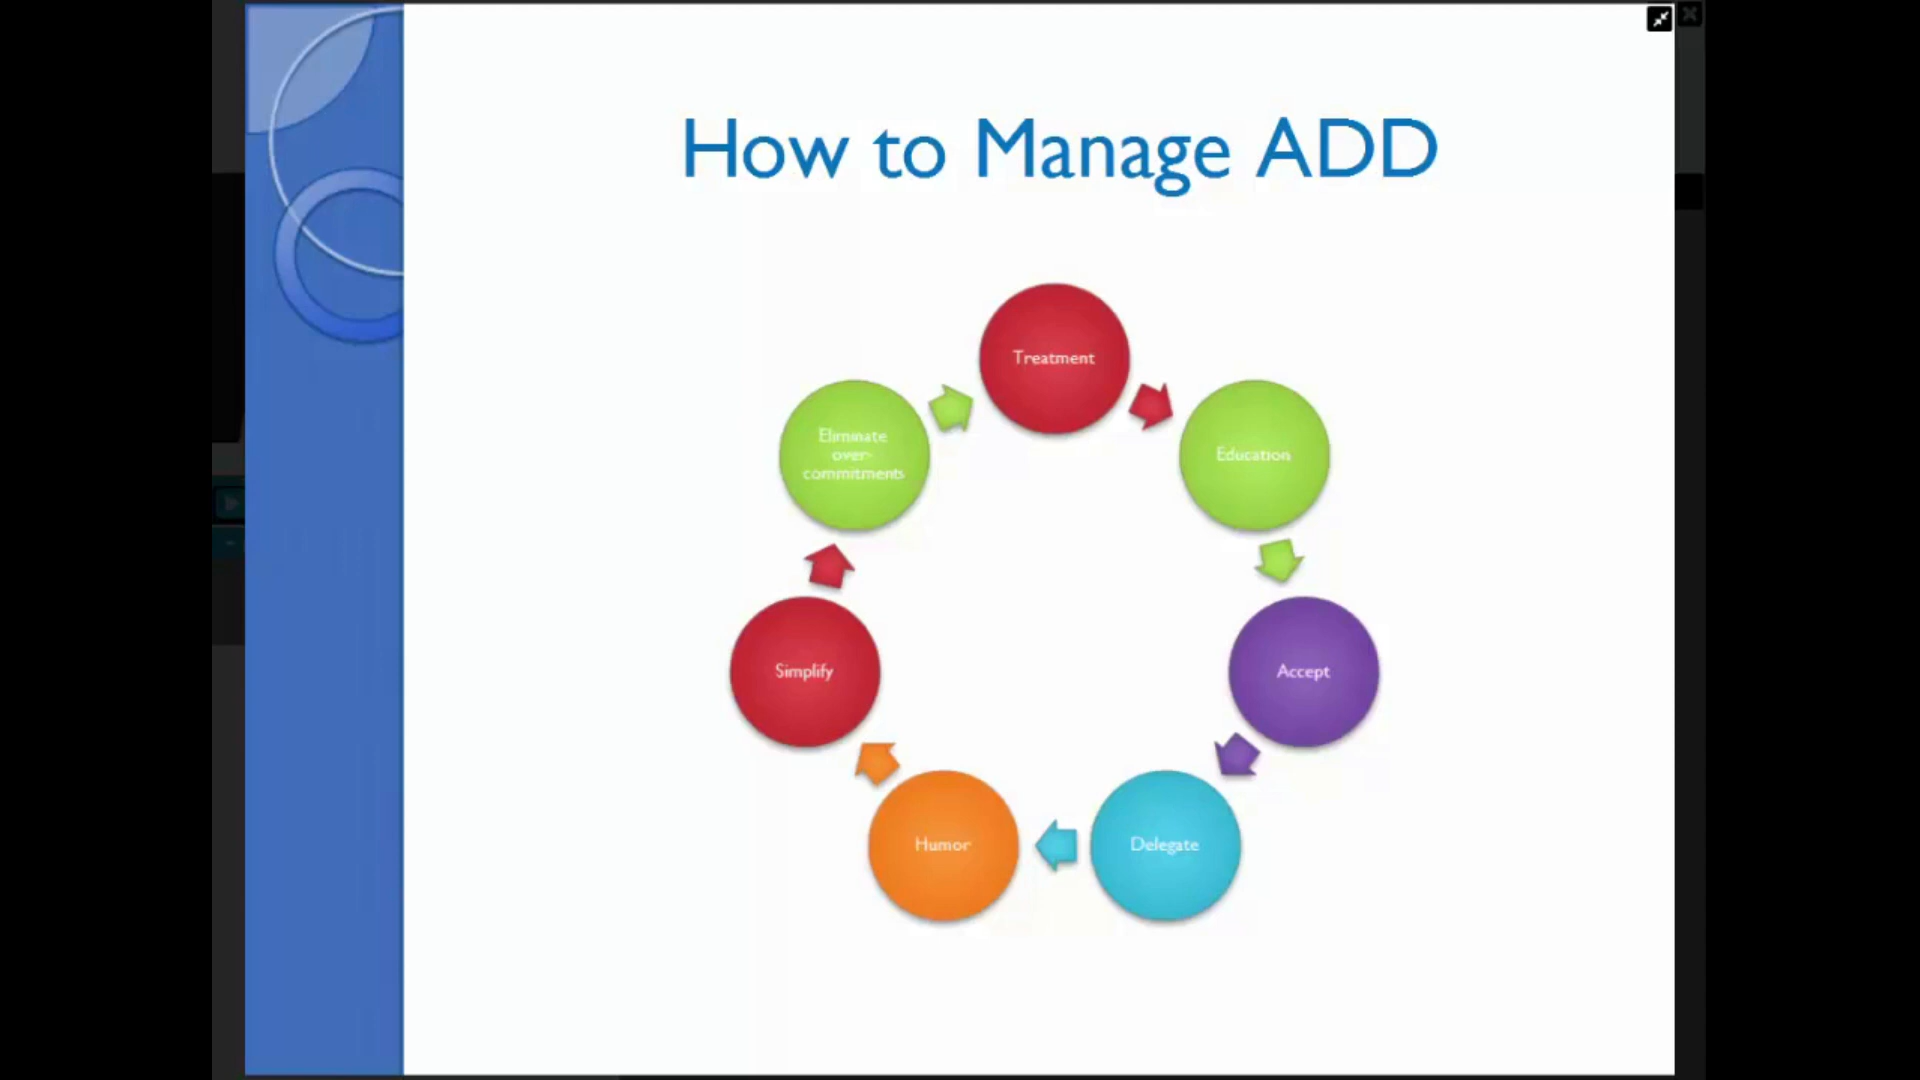 How to Manage ADD
Treatment
Education
Accept
Delegate
Humor
Simplify
Eliminate
over-
commitments